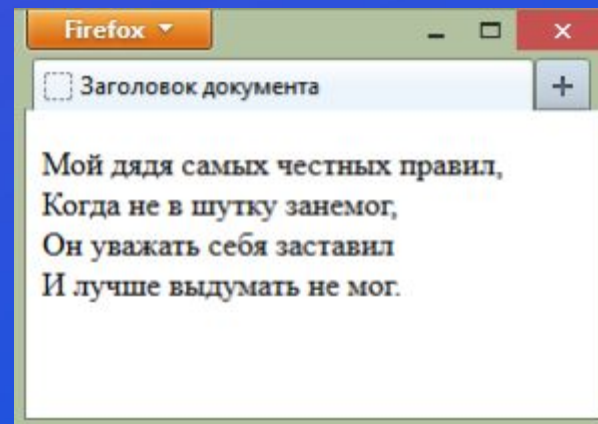 Firefox
Заголовок документа
Мой дядя самых честных правил,
Когда не в шутку занемог,
Он уважать себя заставил
И лучше выдумать не мог.